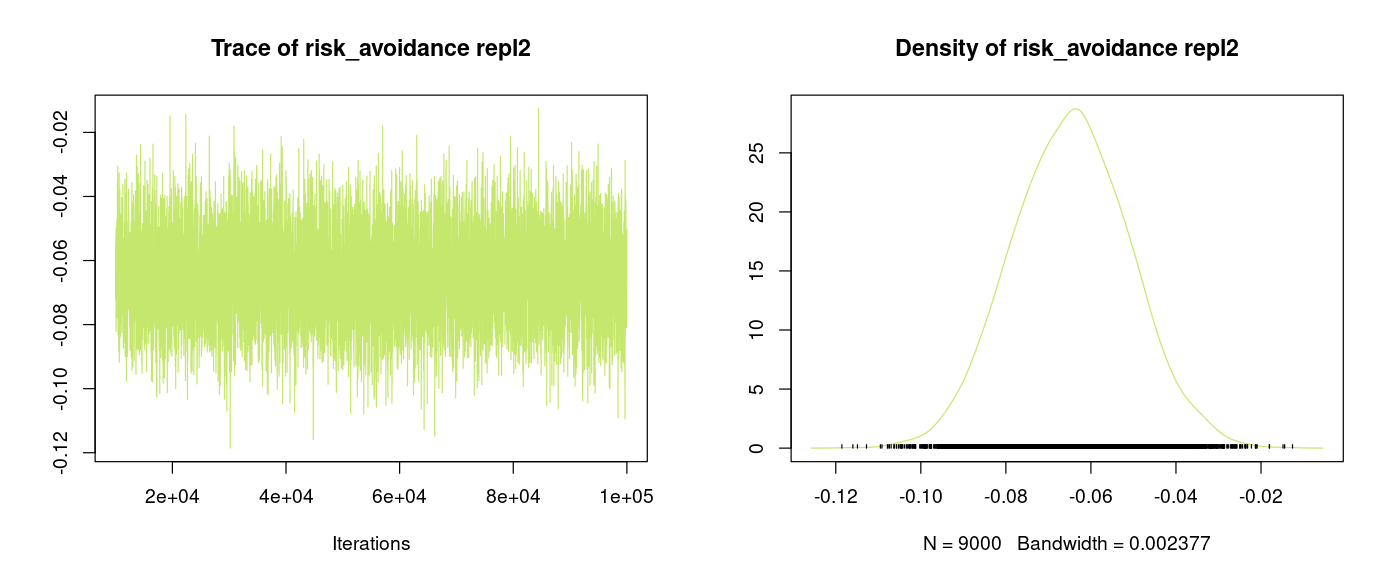 Trace of risk_avoidance repl2
-0.02
-0.04
-0.06
-0.08
-0.10
-0.12
2e+04 4e+04 6e+04 8e+04 1e+05
Iterations
Density of risk_avoidance repl2
25
20
15
10
5
0
-0.12 -0.10 -0.08 -0.06 -0.04 -0.02
N = 9000 Bandwidth = 0.002377